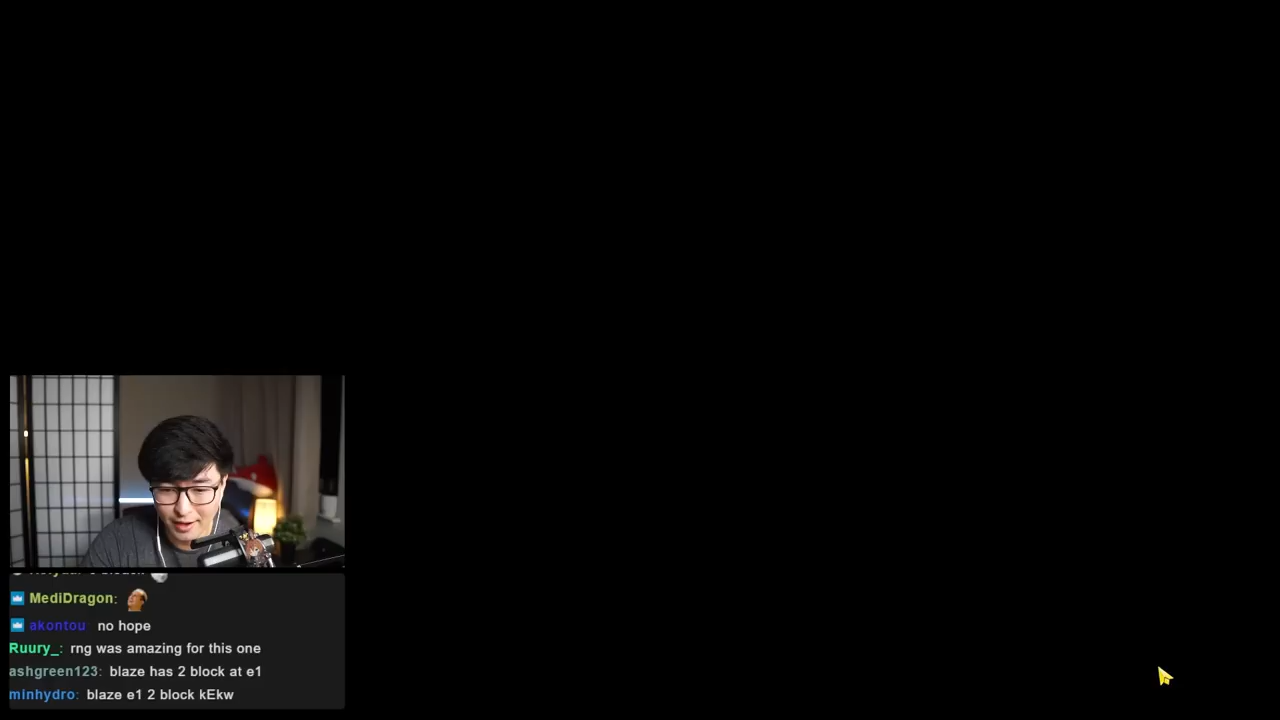 MediDragon:
akontou: no hope
Ruury_: rng was amazing for this one
ashgreen123: blaze has 2 block at e1
minhydro: blaze e1 2 block kEkw